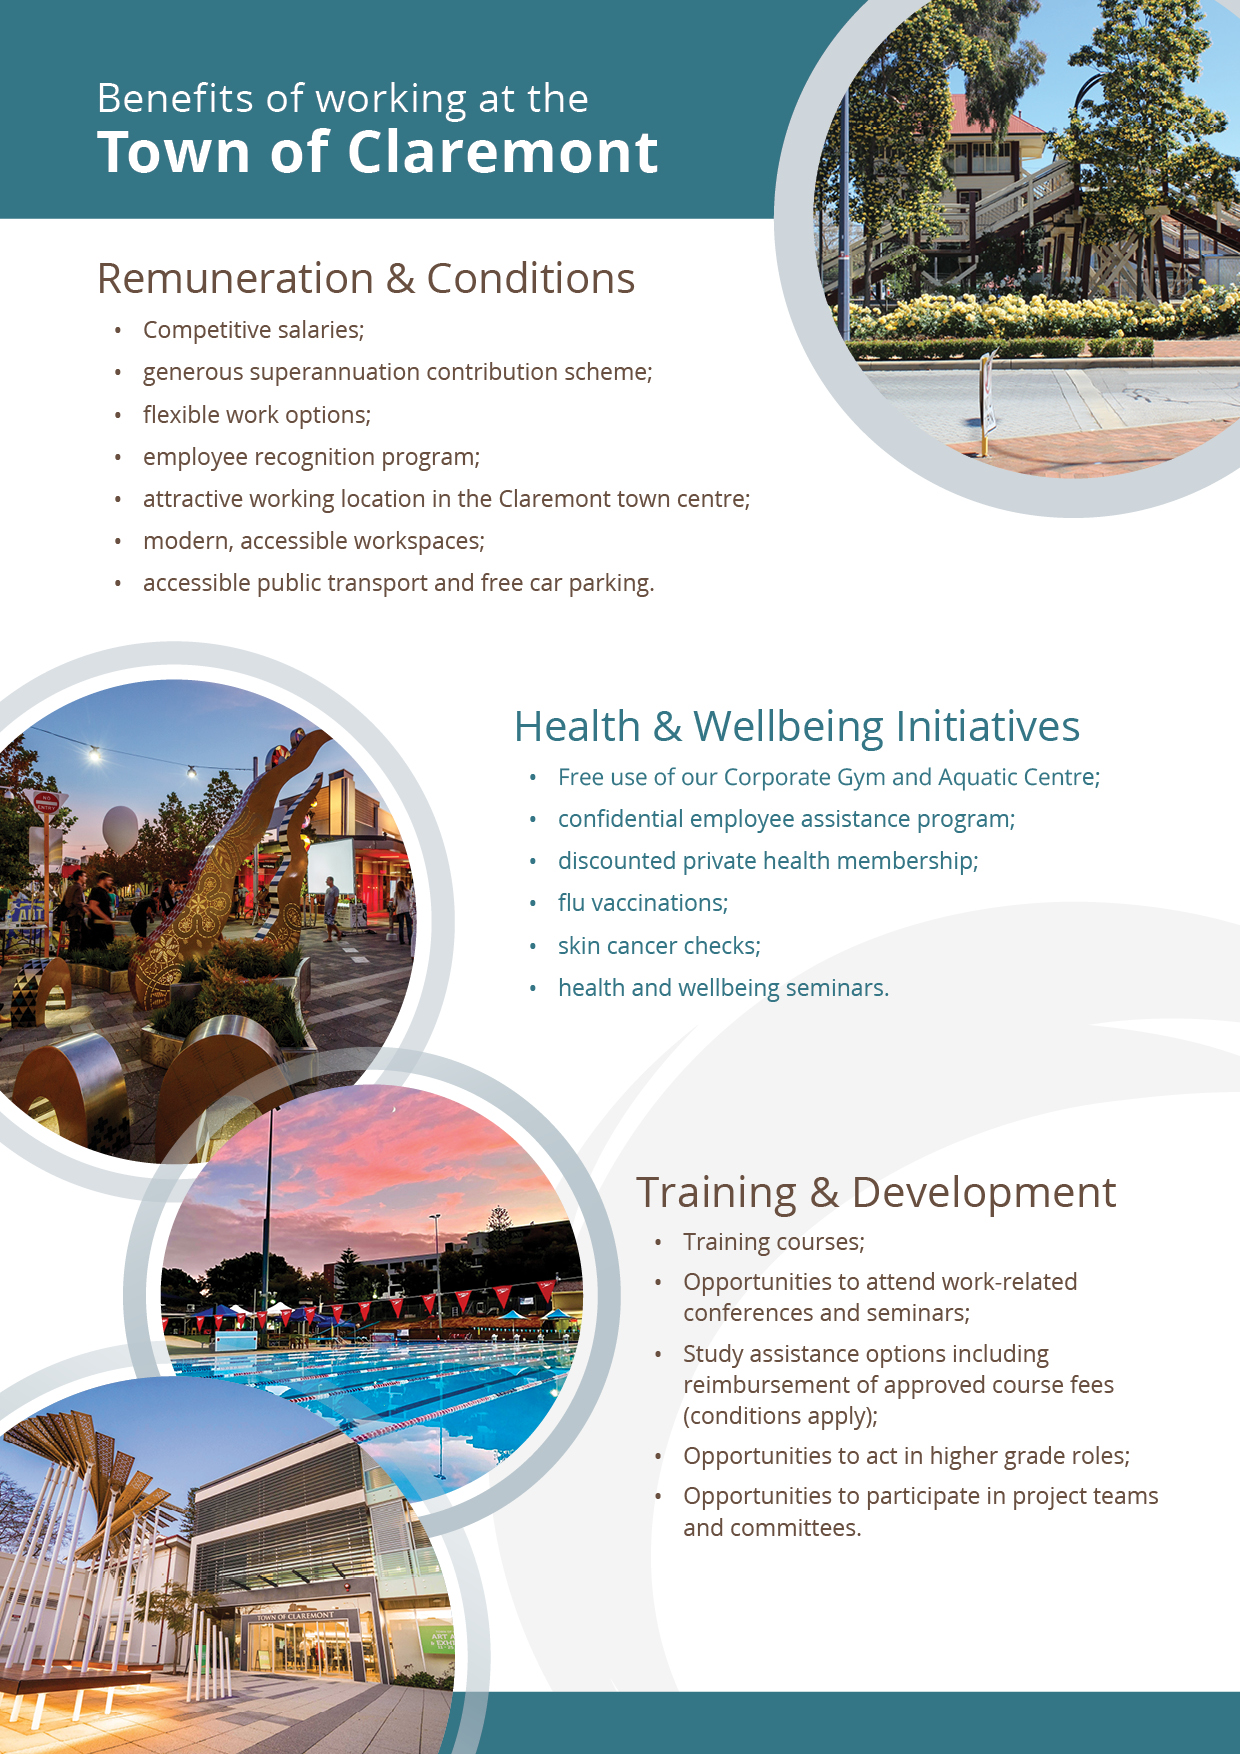 Benefits of working at the
Town of Claremont
Remuneration & Conditions
• Competitive salaries;
• generous superannuation contribution scheme;
• flexible work options;
• employee recognition program;
• attractive working location in the Claremont town centre;
• modern, accessible workspaces;
• accessible public transport and free car parking.
NO
ENTRY
Health & Wellbeing Initiatives
• Free use of our Corporate Gym and Aquatic Centre;
• confidential employee assistance program;
• discounted private health membership;
• flu vaccinations;
• skin cancer checks;
• health and wellbeing seminars.
Training & Development
• Training courses;
• Opportunities to attend work-related
conferences and seminars;
• Study assistance options including
reimbursement of approved course fees
(conditions apply);
• Opportunities to act in higher grade roles;
• Opportunities to participate in project teams
and committees.
TOWN OF CLAREMONT
ART